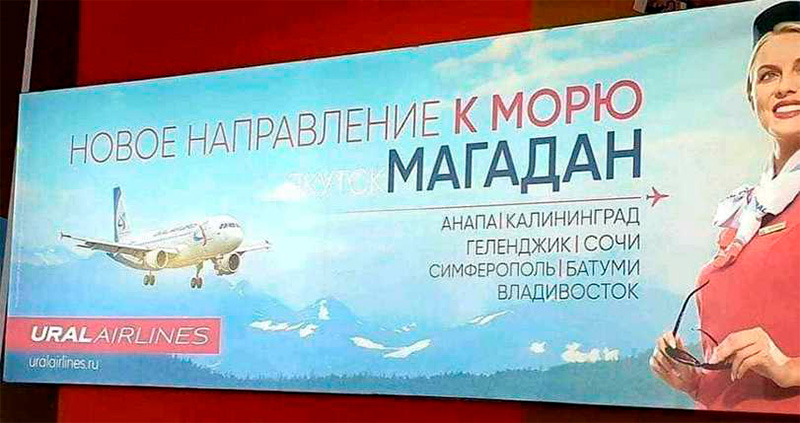 НОВОЕ НАПРАВЛЕНИЕ К МОРЮ
ЯКУТСК МАГАДАН
АНАПА|КАЛИНИНГРАД
ГЕЛЕНДЖИК|СОЧИ
СИМФЕРОПОЛЬ|БАТУМИ
ВЛАДИВОСТОК
URAL AIRLINES
uralairlines.ru